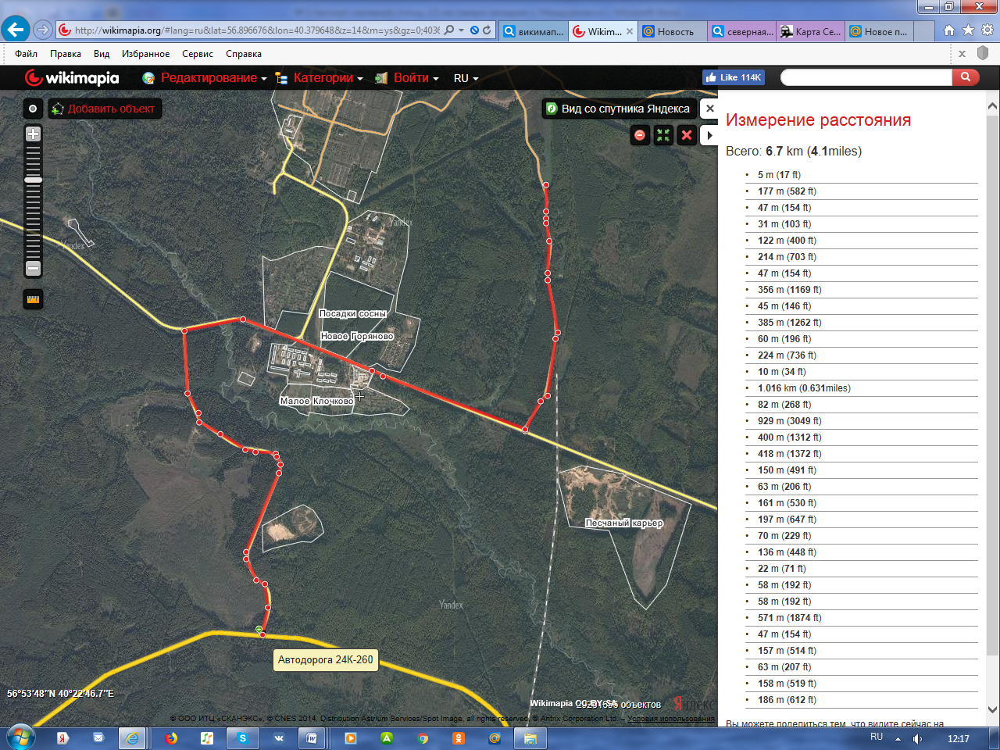 http://wikimapia.org/#lang=ru&lat=56.896676&lon=40.379648&z=14&m=ys&gz=0;4036
викимап...
Wikim...
Новость
северная...
Карта Се...
Новое п...
Файл Правка Вид Избранное Сервис Справка
wikimapia
Редактирование
Категории
Войти
RU
Like 114K
Добавить объект
Вид со спутника Яндекса
Измерение расстояния
Всего: 6.7 km (4.1miles)
5 m (17 ft)
177 m (582 ft)
47 m (154 ft)
31 m (103 ft)
122 m (400 ft)
214 m (703 ft)
47 m (154 ft)
356 m (1169 ft)
45 m (146 ft)
385 m (1262 ft)
60 m (196 ft)
224 m (736 ft)
10 m (34 ft)
1.016 km (0.631miles)
82 m (268 ft)
929 m (3049 ft)
400 m (1312 ft)
418 m (1372 ft)
150 m (491 ft)
63 m (206 ft)
161 m (530 ft)
197 m (647 ft)
70 m (229 ft)
136 m (448 ft)
22 m (71 ft)
58 m (192 ft)
58 m (192 ft)
571 m (1874 ft)
47 m (154 ft)
157 m (514 ft)
63 m (207 ft)
158 m (519 ft)
186 m (612 ft)
Вы можете поделиться тем, что видите сейчас на
Yandex
Yandex
Посадки сосны
Новое Горяново
Малое Клочково
Песчаный карьер
Yandex
Автодорога 24К-260
56°53'48"N 40°22'46.7"E
Wikimapia CC-BY-SA
объектов
Яндекс
© ООО ИТЦ «СКАНЭКС», © CNES 2014, Distribution Astrium Services/Spot Image, all rights reserved, © Antrix Corporation Ltd. – Условия использования
RU
12:17